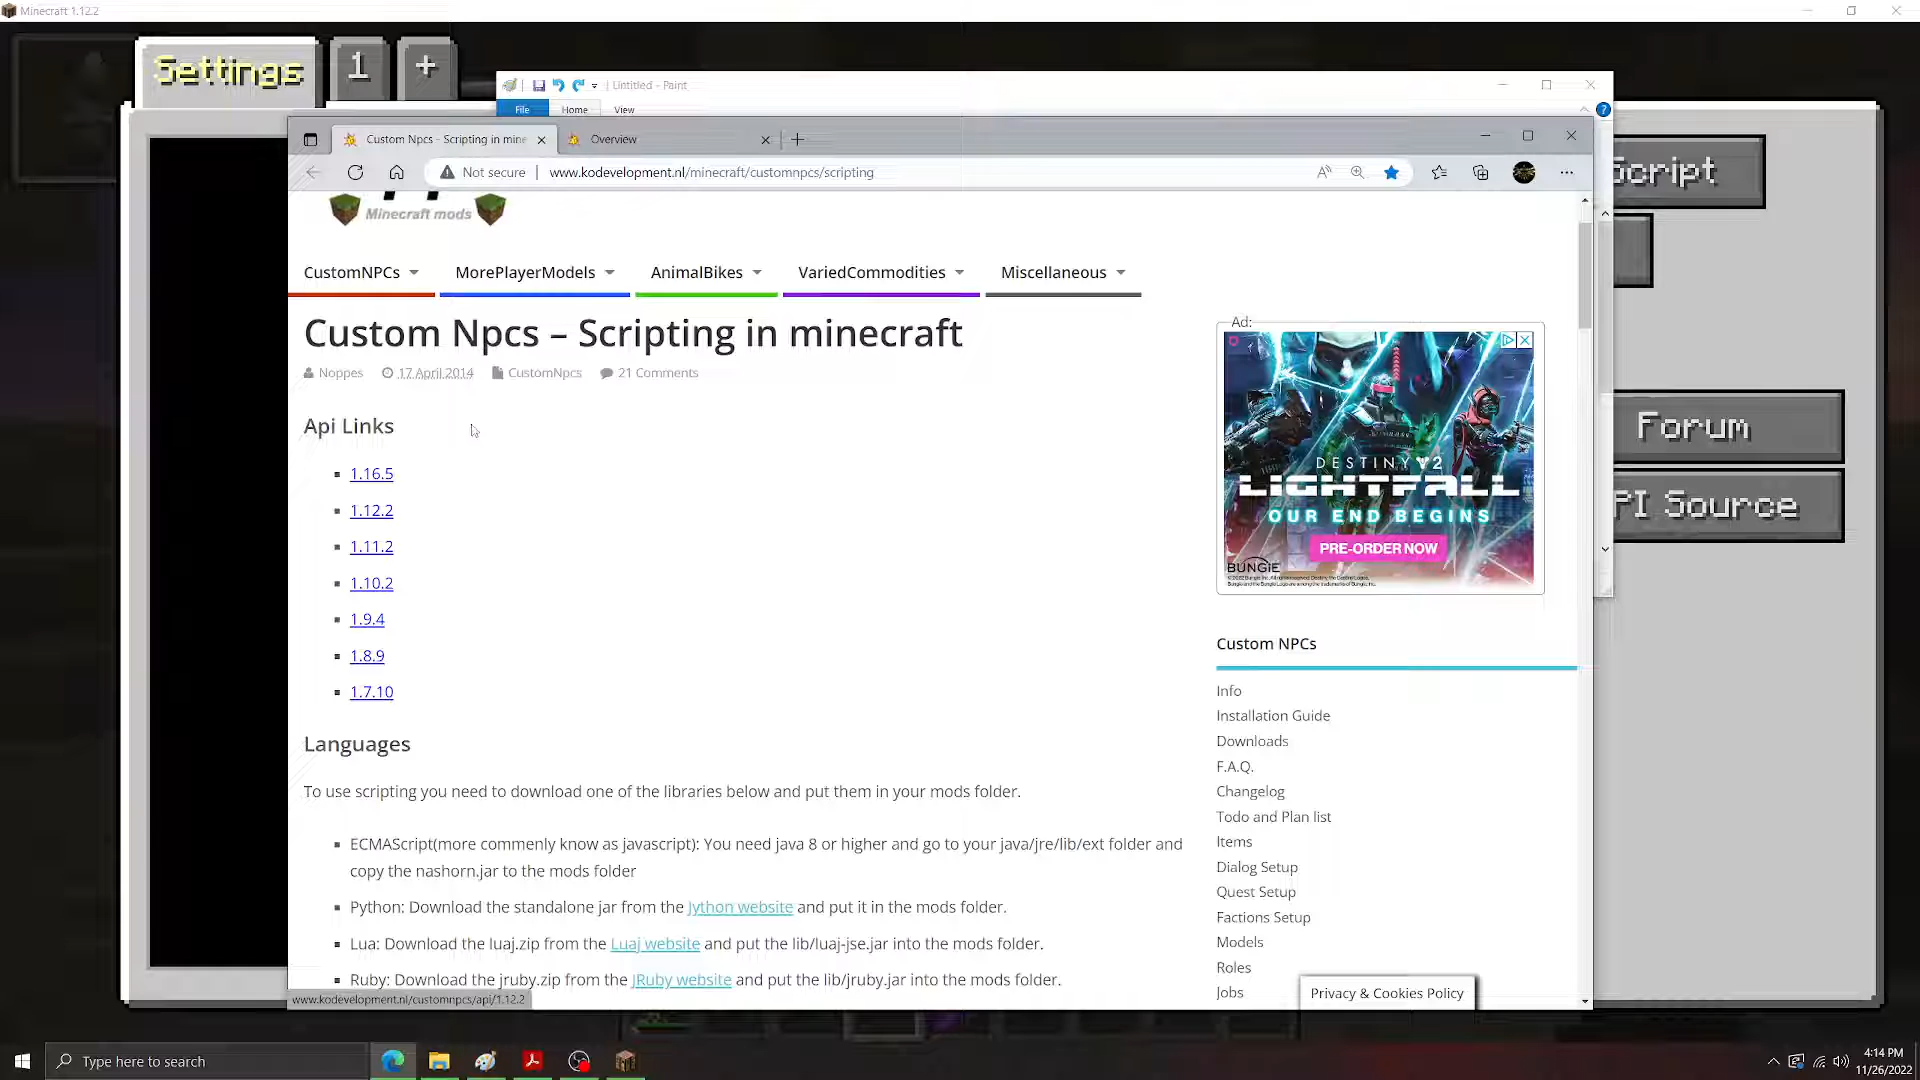 Minecraft 1.12.2
Settings
1
+
Untitled - Paint
File
Home
View
Custom Npcs - Scripting in mine
Overview
Not secure
www.kodevelopment.nl/minecraft/customnpcs/scripting
Minecraft mods
CustomNPCs
MorePlayerModels
AnimalBikes
VariedCommodities
Miscellaneous
Custom Npcs – Scripting in minecraft
Noppes
17 April 2014
CustomNpcs
21 Comments
Api Links
1.16.5
1.12.2
1.11.2
1.10.2
1.9.4
1.8.9
1.7.10
Languages
To use scripting you need to download one of the libraries below and put them in your mods folder.
ECMAScript(more commenly know as javascript): You need java 8 or higher and go to your java/jre/lib/ext folder and
copy the nashorn.jar to the mods folder
Python: Download the standalone jar from the Jython website and put it in the mods folder.
Lua: Download the luaj.zip from the Luaj website and put the lib/luaj-jse.jar into the mods folder.
Ruby: Download the jruby.zip from the JRuby website and put the lib/jruby.jar into the mods folder.
www.kodevelopment.nl/customnpcs/api/1.12.2
Ad:
DESTINY 2
LIGHTFALL
OUR END BEGINS
PRE-ORDER NOW
BUNGIE
Custom NPCs
Info
Installation Guide
Downloads
F.A.Q.
Changelog
Todo and Plan list
Items
Dialog Setup
Quest Setup
Factions Setup
Models
Roles
Jobs
Privacy & Cookies Policy
Script
Forum
PI Source
Type here to search
4:14 PM
11/26/2022